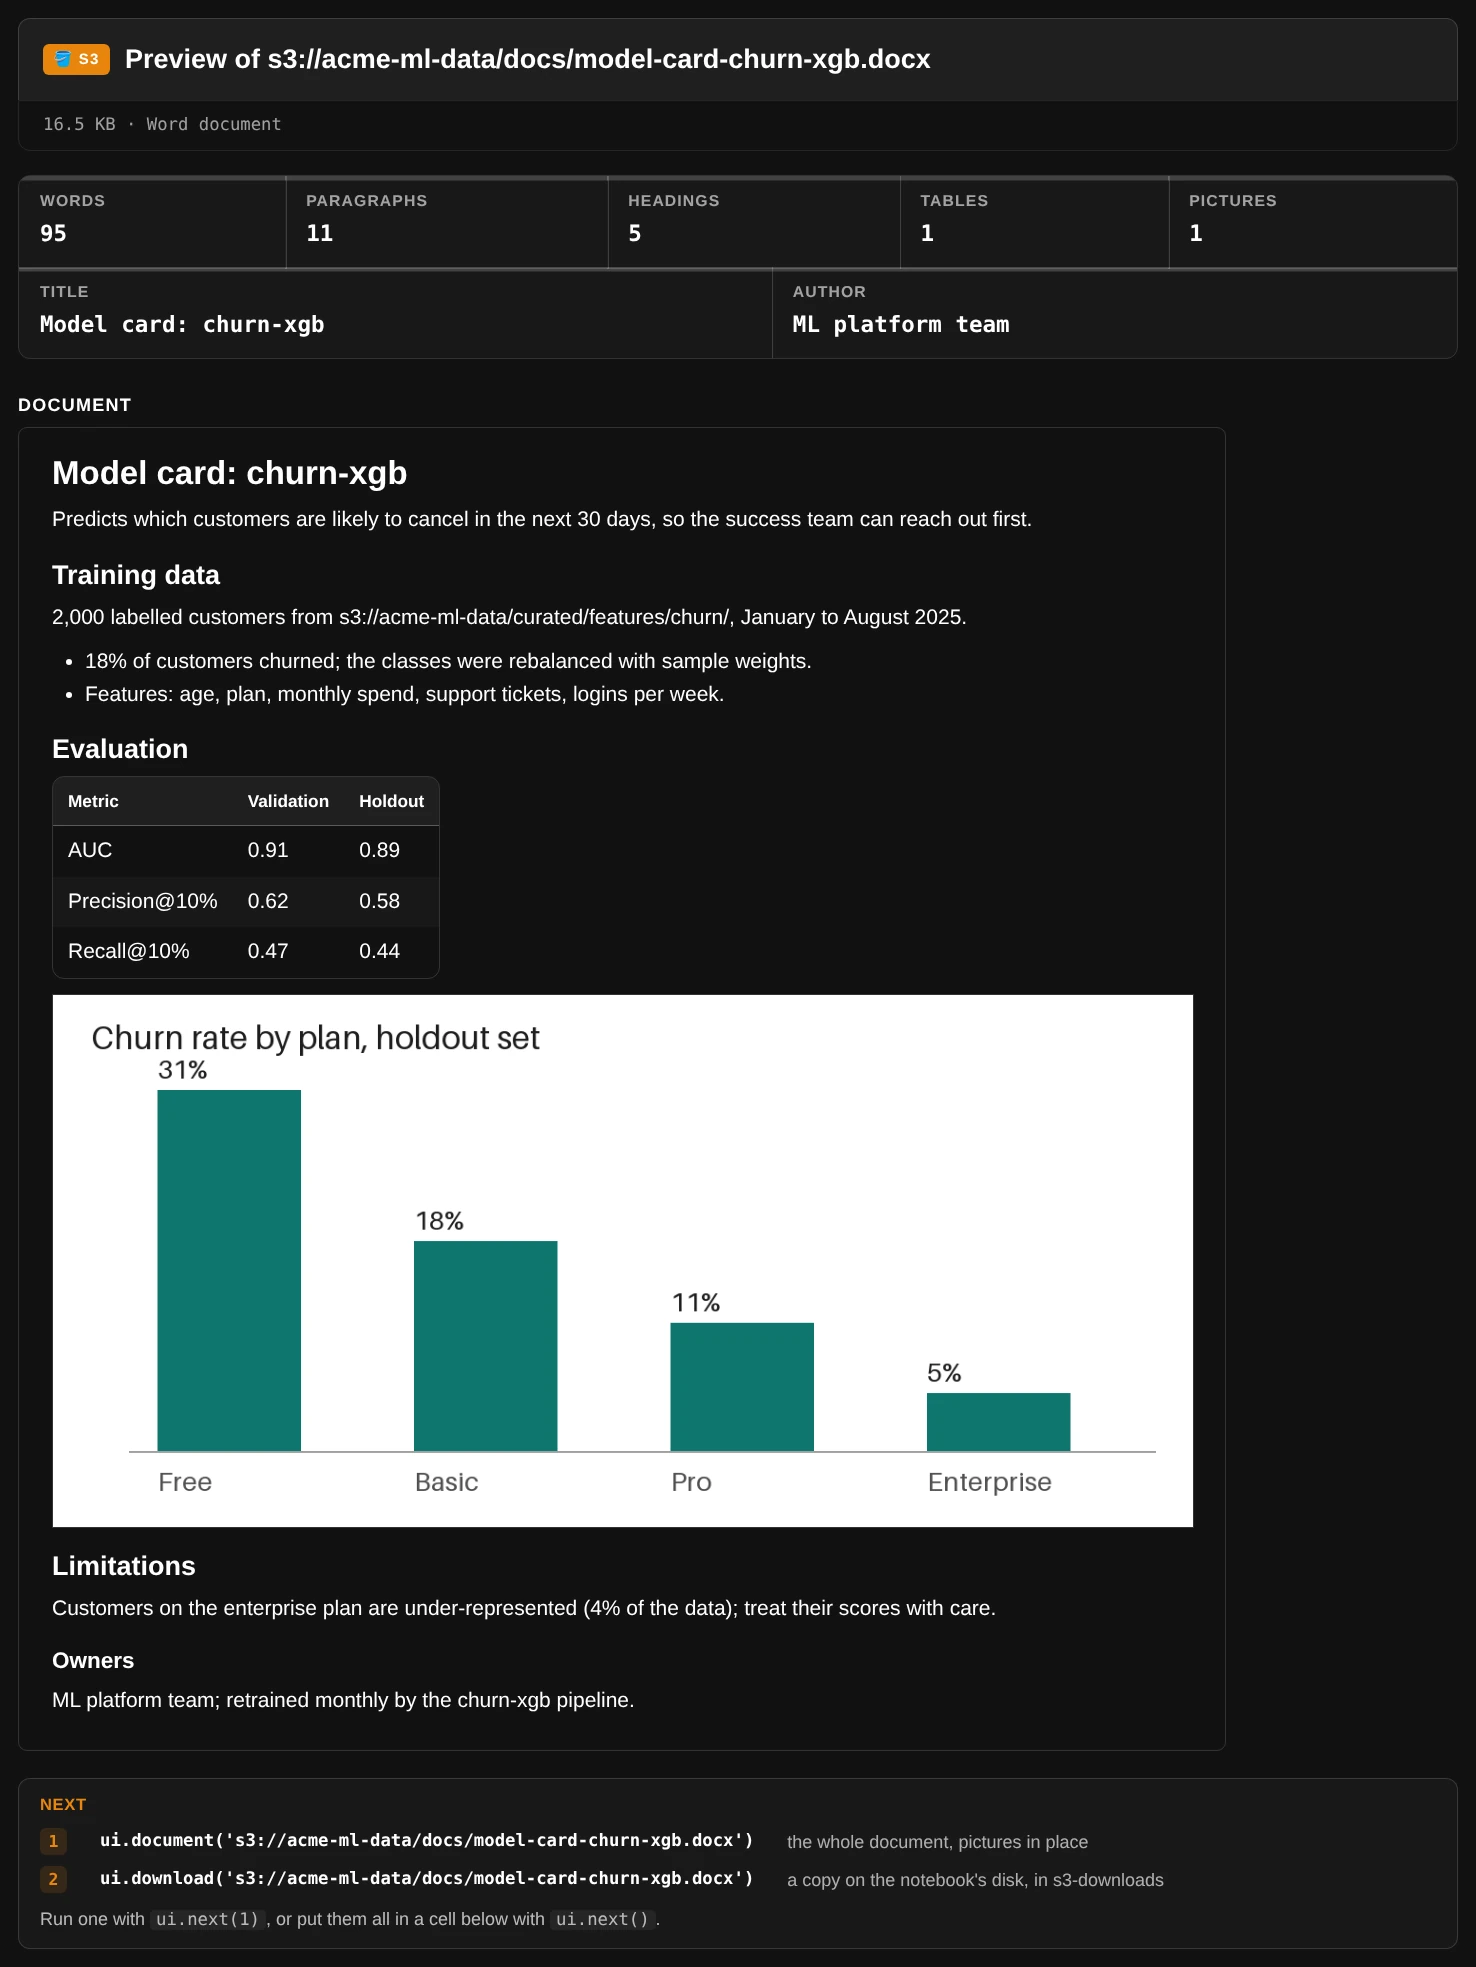 S3 Preview of s3://acme-ml-data/docs/model-card-churn-xgb.docx
16.5 KB · Word document
WORDS PARAGRAPHS HEADINGS TABLES PICTURES
95 11 5 1 1
TITLE AUTHOR
Model card: churn-xgb ML platform team
DOCUMENT
Model card: churn-xgb
Predicts which customers are likely to cancel in the next 30 days, so the success team can reach out first.
Training data
2,000 labelled customers from s3://acme-ml-data/curated/features/churn/, January to August 2025.
• 18% of customers churned; the classes were rebalanced with sample weights.
• Features: age, plan, monthly spend, support tickets, logins per week.
Evaluation
Metric Validation Holdout
AUC 0.91 0.89
Precision@10% 0.62 0.58
Recall@10% 0.47 0.44
Churn rate by plan, holdout set
31%
18%
11%
5%
Free Basic Pro Enterprise
Limitations
Customers on the enterprise plan are under-represented (4% of the data); treat their scores with care.
Owners
ML platform team; retrained monthly by the churn-xgb pipeline.
NEXT
1 ui.document('s3://acme-ml-data/docs/model-card-churn-xgb.docx') the whole document, pictures in place
2 ui.download('s3://acme-ml-data/docs/model-card-churn-xgb.docx') a copy on the notebook's disk, in s3-downloads
Run one with ui.next(1), or put them all in a cell below with ui.next().